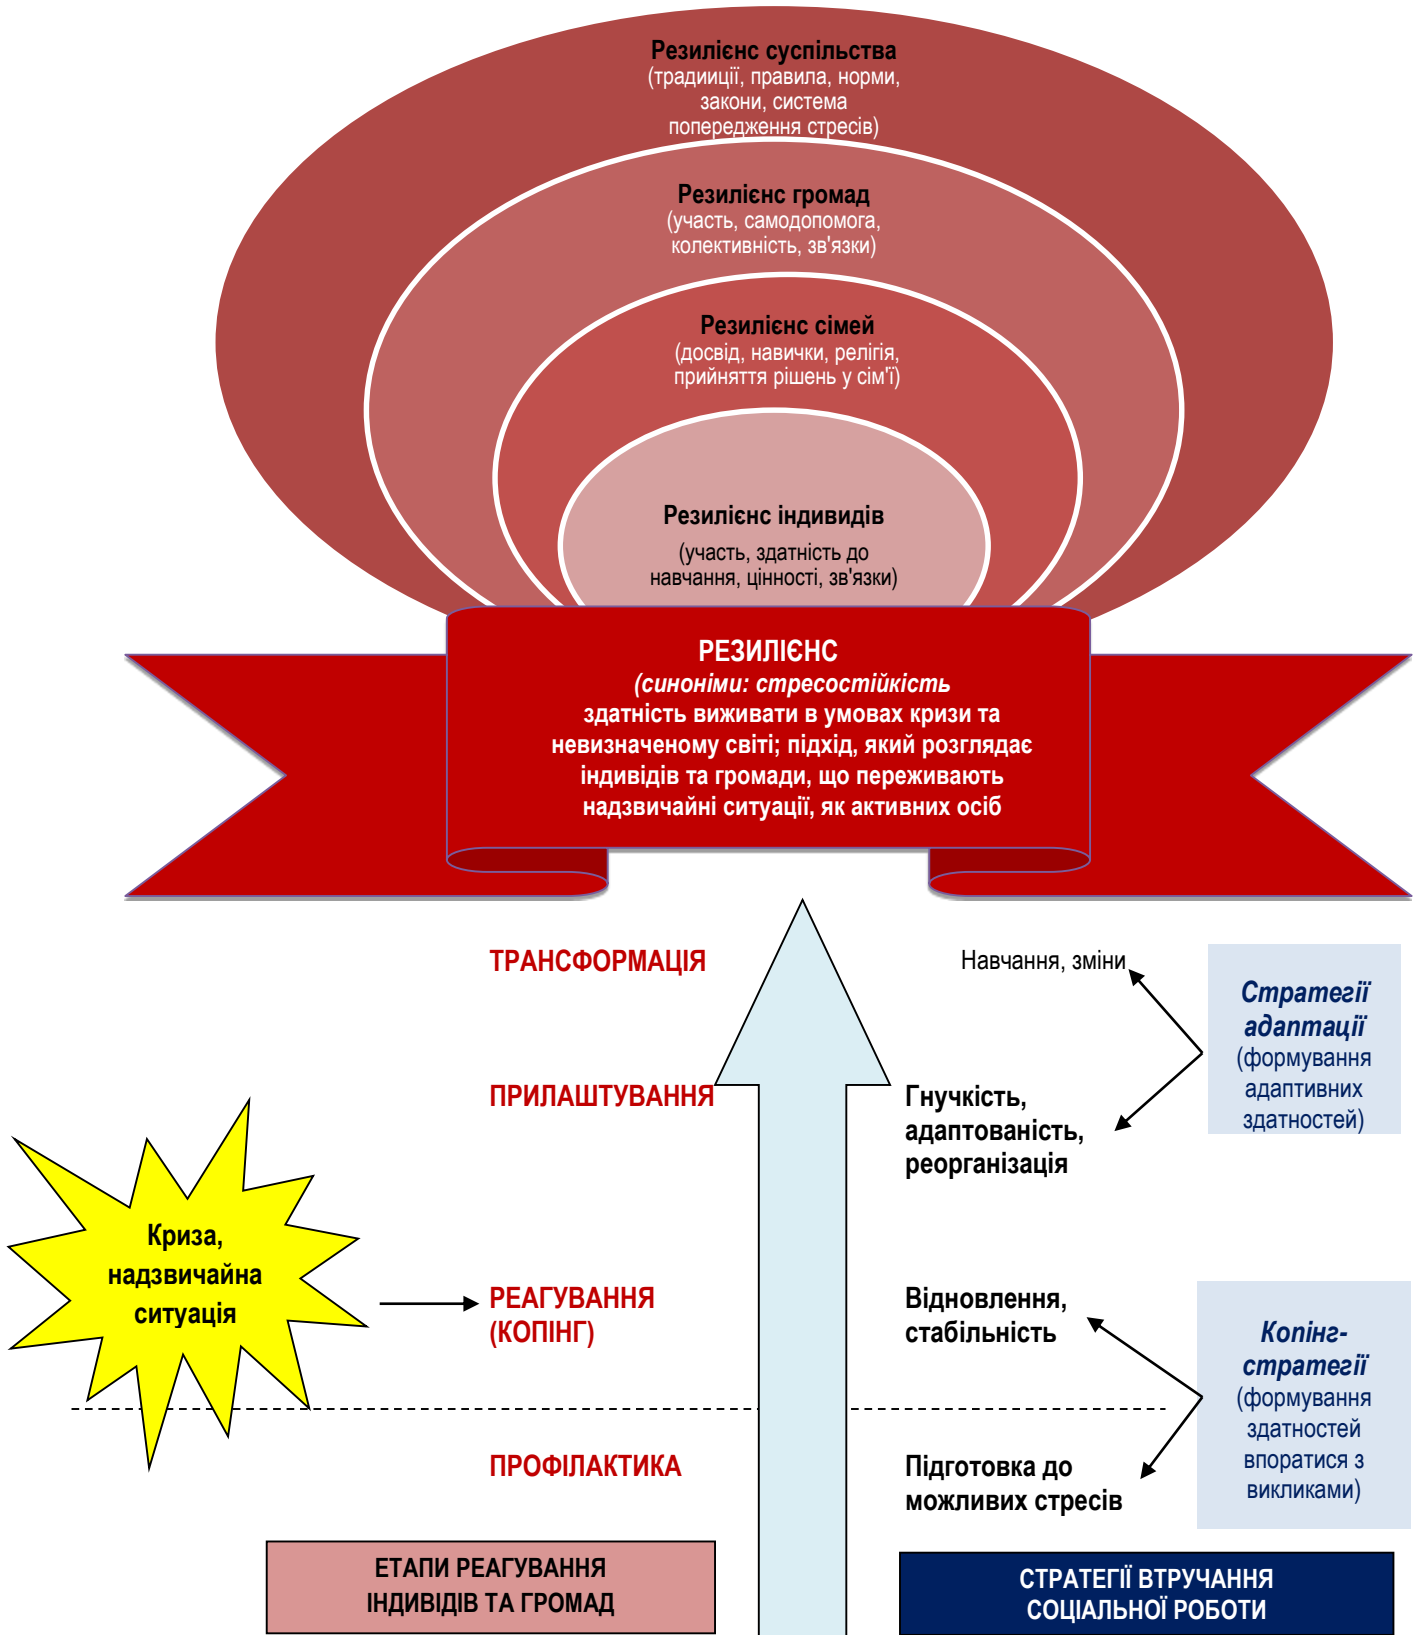 Резилієнс суспільства
(традииції, правила, норми,
закони, система
попередження стресів)
Резилієнс громад
(участь, самодопомога,
колективність, зв'язки)
Резилієнс сімей
(досвід, навички, релігія,
прийняття рішень у сім'ї)
Резилієнс індивидів
(участь, здатність до
навчання, цінності, зв'язки)
РЕЗИЛІЄНС
(синоніми: стресостійкість
здатність виживати в умовах кризи та
невизначеному світі; підхід, який розглядає
індивідів та громади, що переживають
надзвичайні ситуації, як активних осіб
ТРАНСФОРМАЦІЯ
Навчання, зміни
Стратегії
адаптації
(формування
адаптивних
здатностей)
ПРИЛАШТУВАННЯ
Гнучкість,
адаптованість,
реорганізація
Криза,
надзвичайна
ситуація
РЕАГУВАННЯ
(КОПІНГ)
Відновлення,
стабільність
Копінг-
стратегії
(формування
здатностей
впоратися з
викликами)
ПРОФІЛАКТИКА
Підготовка до
можливих стресів
ЕТАПИ РЕАГУВАННЯ
ІНДИВІДІВ ТА ГРОМАД
СТРАТЕГІЇ ВТРУЧАННЯ
СОЦІАЛЬНОЇ РОБОТИ